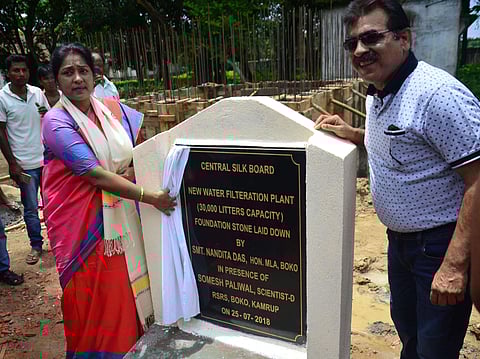 CENTRAL SILK BOARD
NEW WATER FILTERATION PLANT
(30,000 LITTERS CAPACITY)
FOUNDATION STONE LAID DOWN
BY
SMT. NANDITA DAS, HON. MLA, BOKO
IN PRESENCE OF
SOMESH PALIWAL, SCIENTIST-D
RSRS, BOKO, KAMRUP
ON 25-07-2018